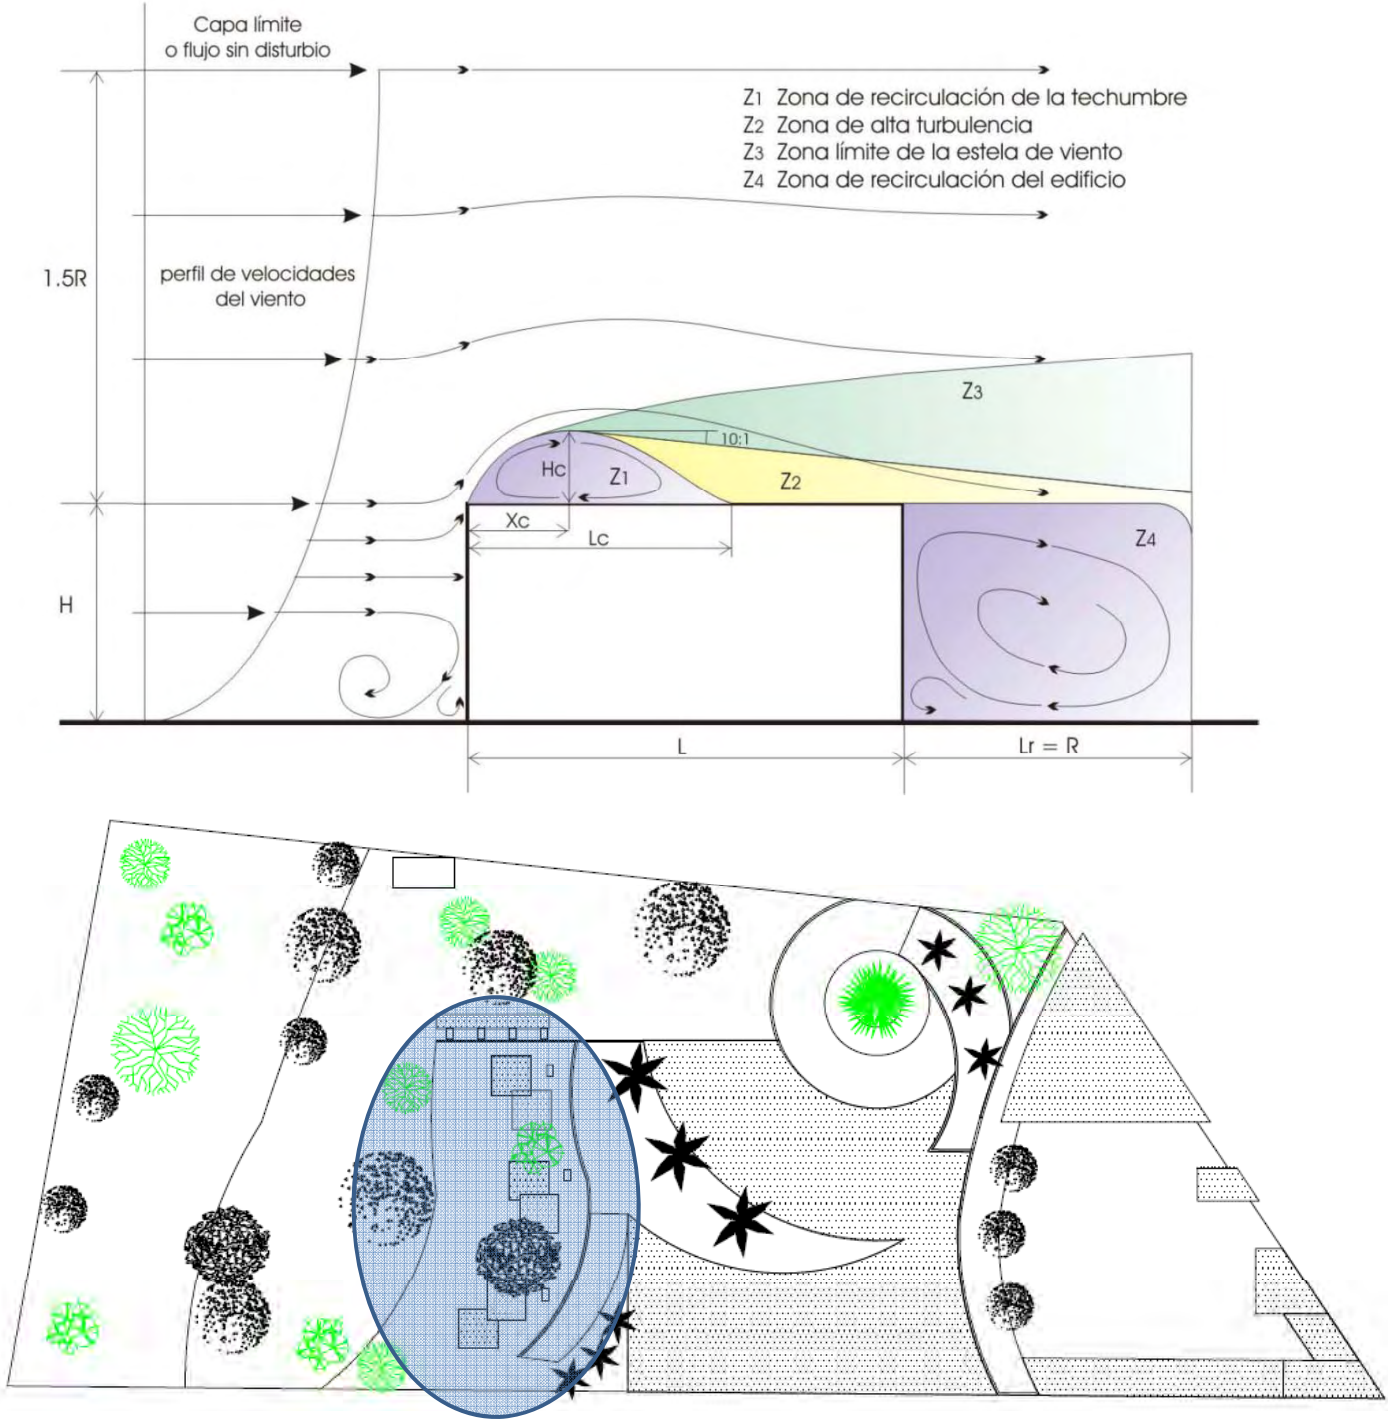 Capa límite
o flujo sin disturbio
Z1 Zona de recirculación de la techumbre
Z2 Zona de alta turbulencia
Z3 Zona límite de la estela de viento
Z4 Zona de recirculación del edificio
1.5R
perfil de velocidades
del viento
Z3
10:1
Hc
Z1
Z2
Xc
Lc
Z4
H
L
Lr = R